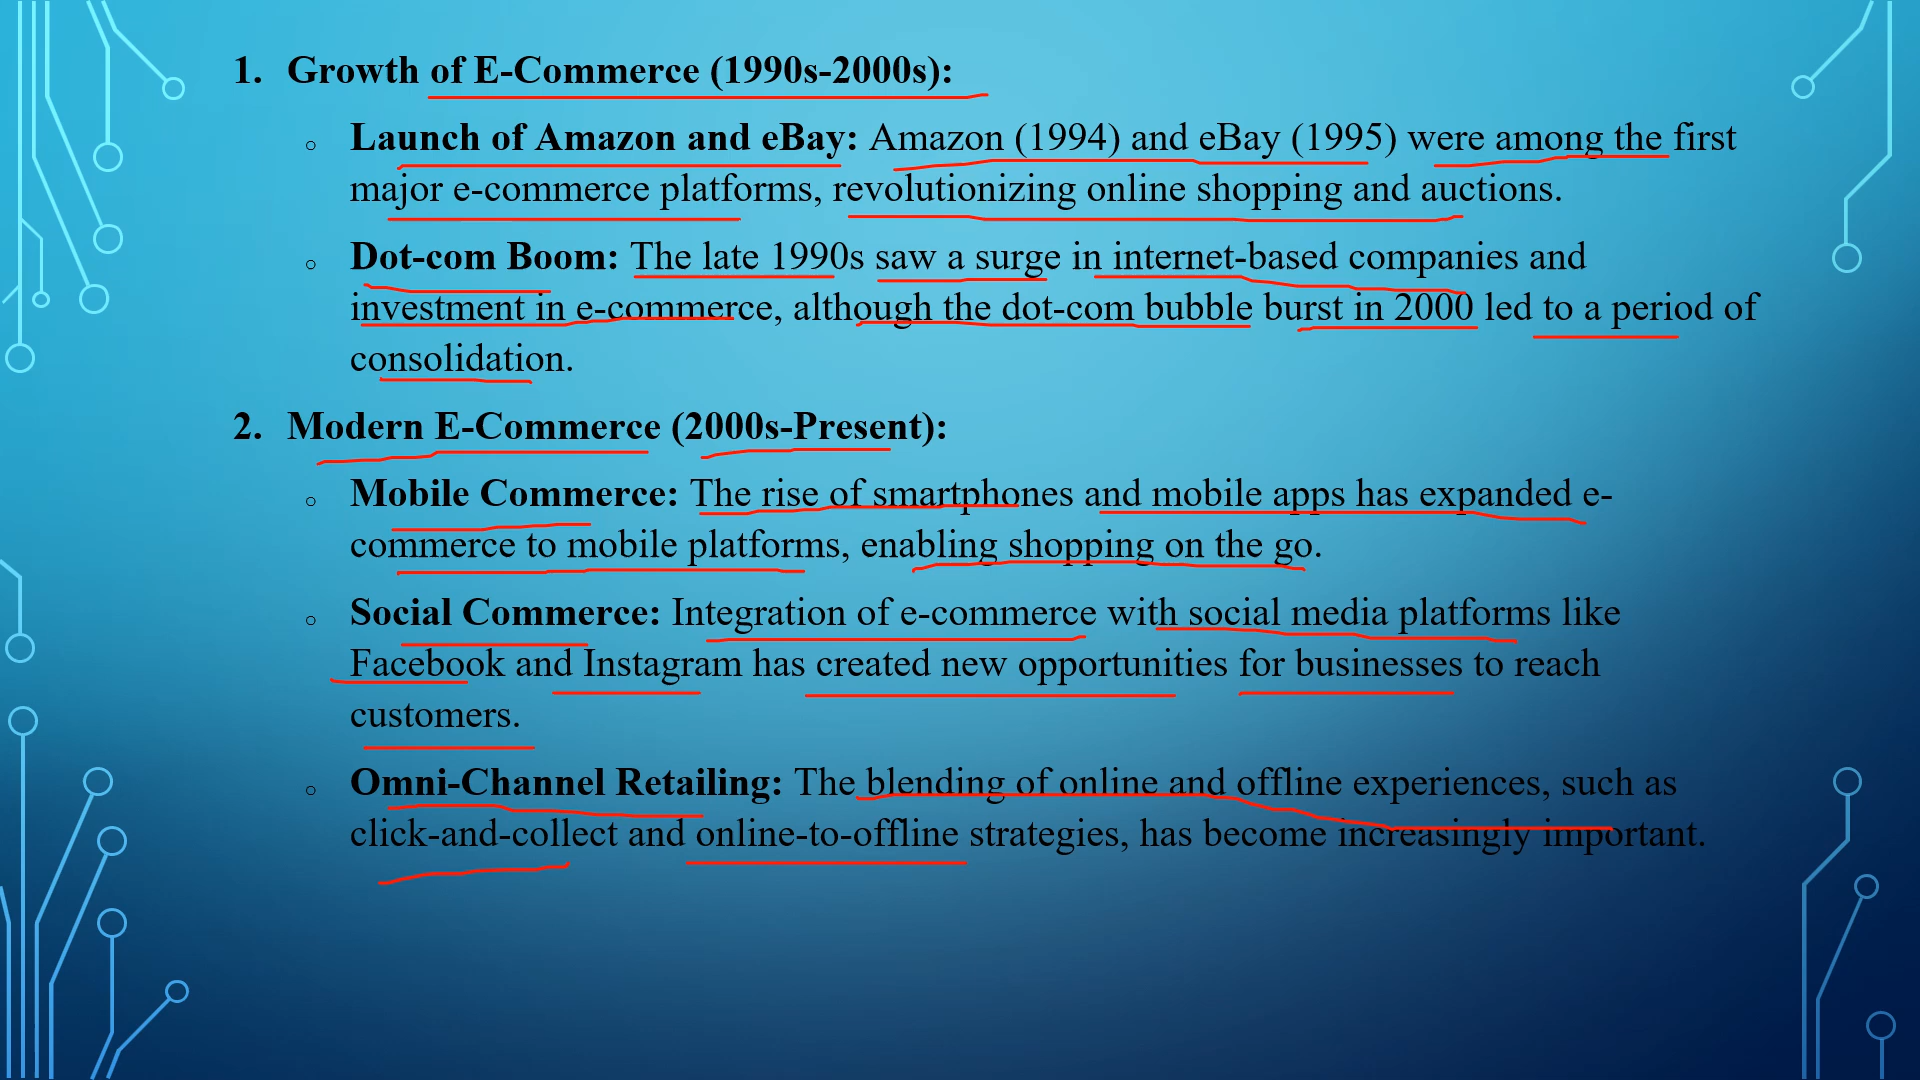 1. Growth of E-Commerce (1990s-2000s):
○ Launch of Amazon and eBay: Amazon (1994) and eBay (1995) were among the first
major e-commerce platforms, revolutionizing online shopping and auctions.
○ Dot-com Boom: The late 1990s saw a surge in internet-based companies and
investment in e-commerce, although the dot-com bubble burst in 2000 led to a period of
consolidation.
2. Modern E-Commerce (2000s-Present):
○ Mobile Commerce: The rise of smartphones and mobile apps has expanded e-
commerce to mobile platforms, enabling shopping on the go.
○ Social Commerce: Integration of e-commerce with social media platforms like
Facebook and Instagram has created new opportunities for businesses to reach
customers.
○ Omni-Channel Retailing: The blending of online and offline experiences, such as
click-and-collect and online-to-offline strategies, has become increasingly important.